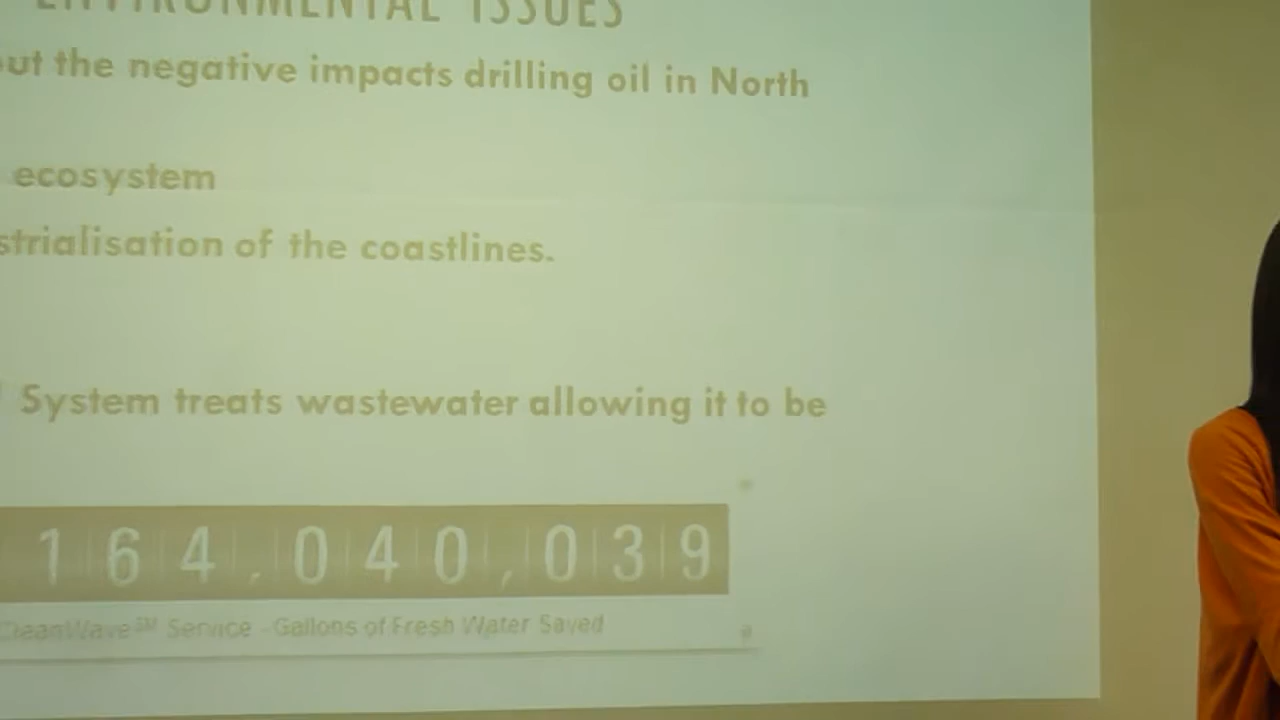 ENVIRONMENTAL ISSUES
the negative impacts drilling oil in North
ecosystem
of the coastlines.
System treats wastewater allowing it to be
164,040,039
CleanWave℠ Service - Gallons of Fresh Water Saved